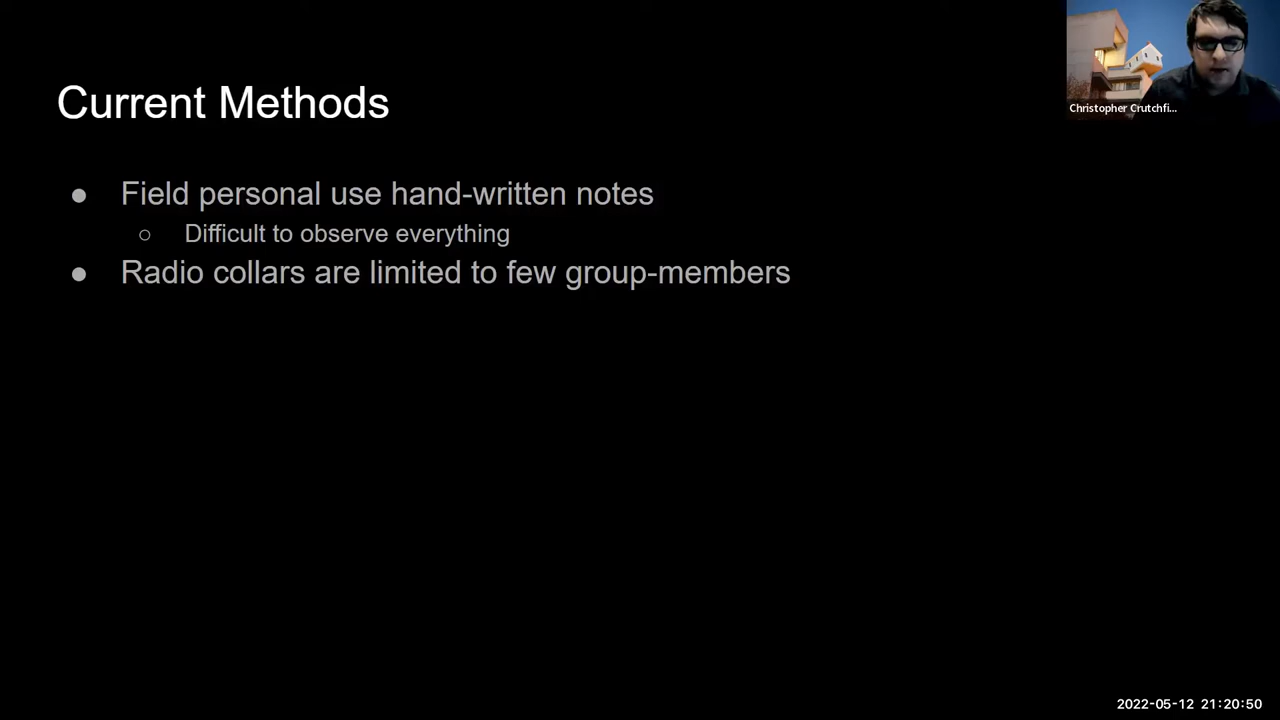 Christopher Crutchfi...
Current Methods
● Field personal use hand-written notes
○ Difficult to observe everything
● Radio collars are limited to few group-members
2022-05-12 21:20:50